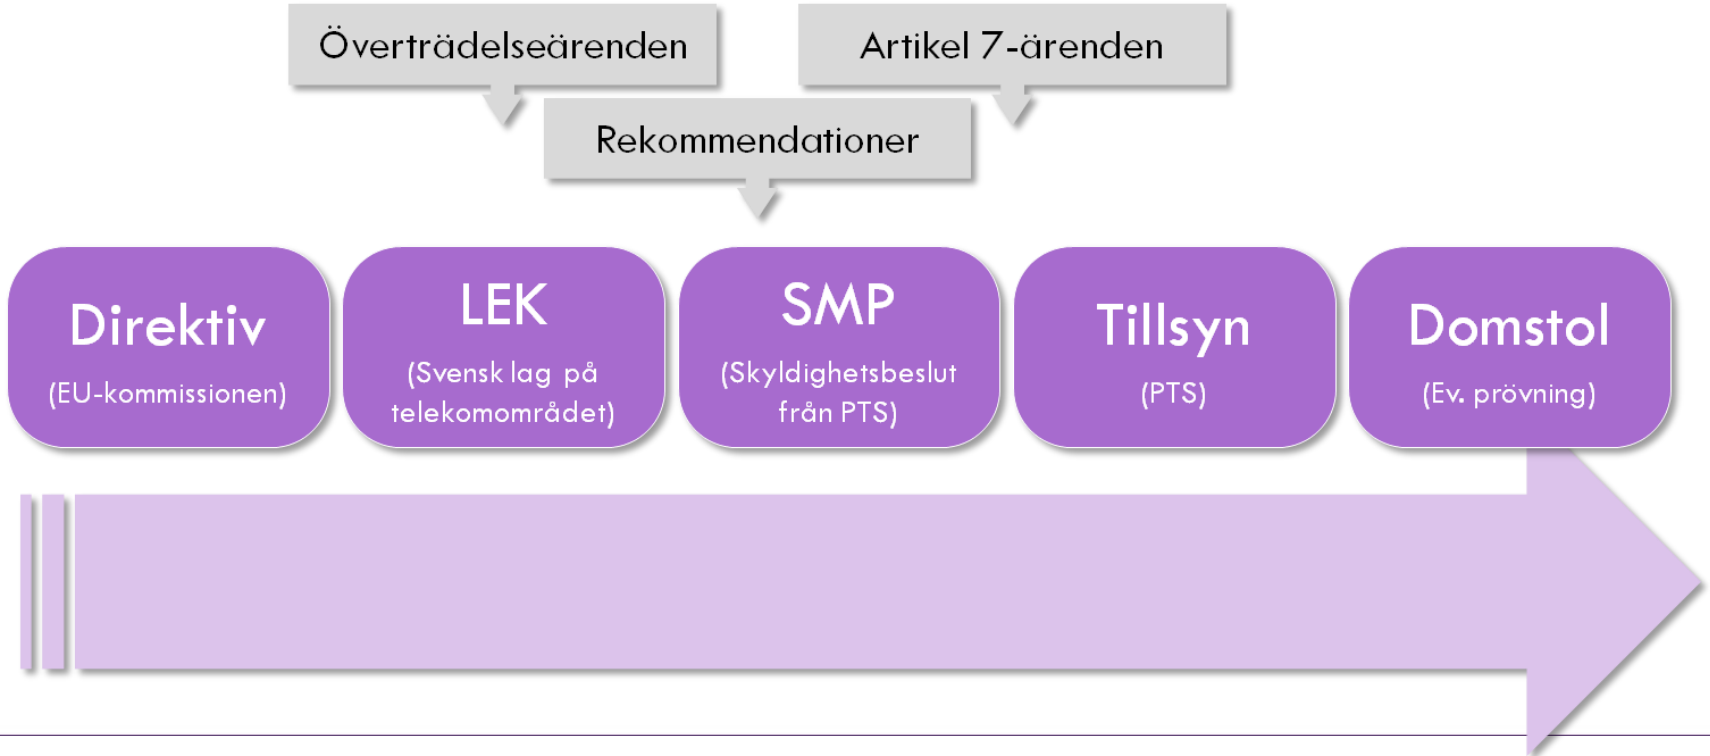 Överträdelseärenden
Artikel 7-ärenden
Rekommendationer
Direktiv
(EU-kommissionen)
LEK
(Svensk lag på
telekomområdet)
SMP
(Skyldighetsbeslut
från PTS)
Tillsyn
(PTS)
Domstol
(Ev. prövning)